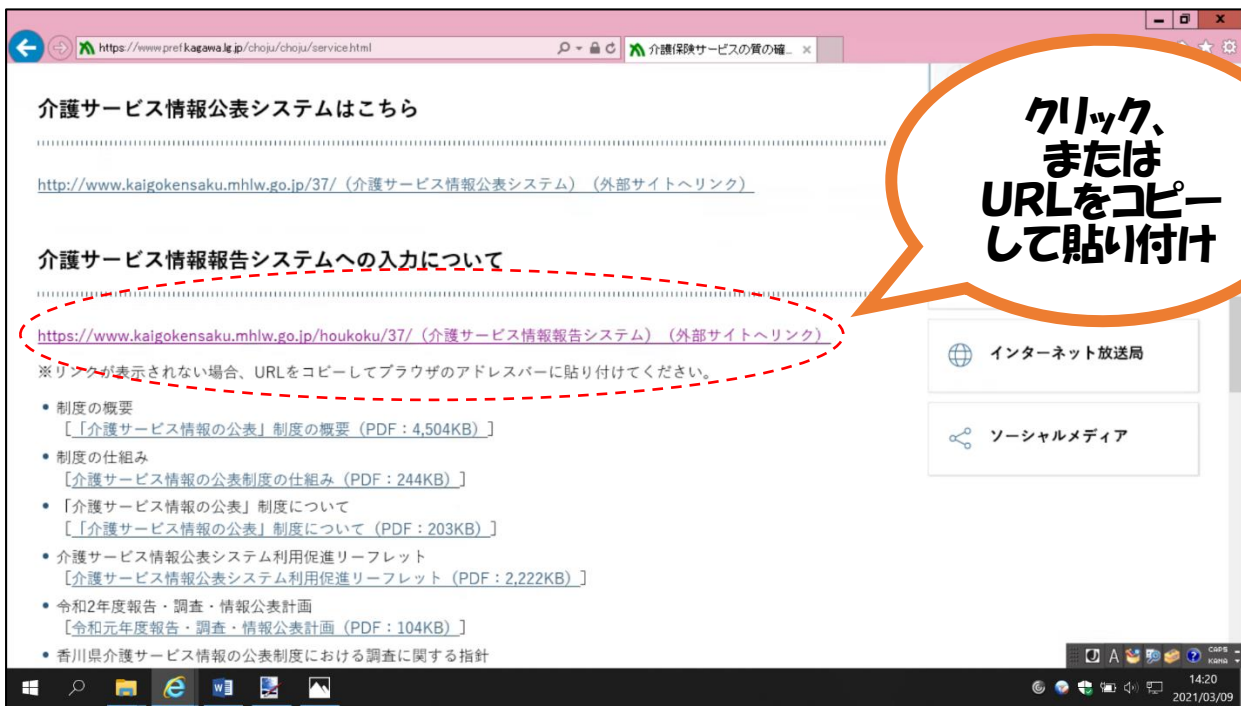 https://www.pref.kagawa.lg.jp/choju/choju/service.html
介護保険サービスの質の確...
介護サービス情報公表システムはこちら
http://www.kaigokensaku.mhlw.go.jp/37/（介護サービス情報公表システム）（外部サイトへリンク）
クリック、
または
URLをコピー
して貼り付け
介護サービス情報報告システムへの入力について
https://www.kaigokensaku.mhlw.go.jp/houkoku/37/（介護サービス情報報告システム）（外部サイトへリンク）
※リンクが表示されない場合、URLをコピーしてブラウザのアドレスバーに貼り付けてください。
インターネット放送局
ソーシャルメディア
• 制度の概要
［「介護サービス情報の公表」制度の概要（PDF：4,504KB）］
• 制度の仕組み
［介護サービス情報の公表制度の仕組み（PDF：244KB）］
• 「介護サービス情報の公表」制度について
［「介護サービス情報の公表」制度について（PDF：203KB）］
• 介護サービス情報公表システム利用促進リーフレット
［介護サービス情報公表システム利用促進リーフレット（PDF：2,222KB）］
• 令和2年度報告・調査・情報公表計画
［令和元年度報告・調査・情報公表計画（PDF：104KB）］
• 香川県介護サービス情報の公表制度における調査に関する指針
A
CAPS
KANA
14:20
2021/03/09